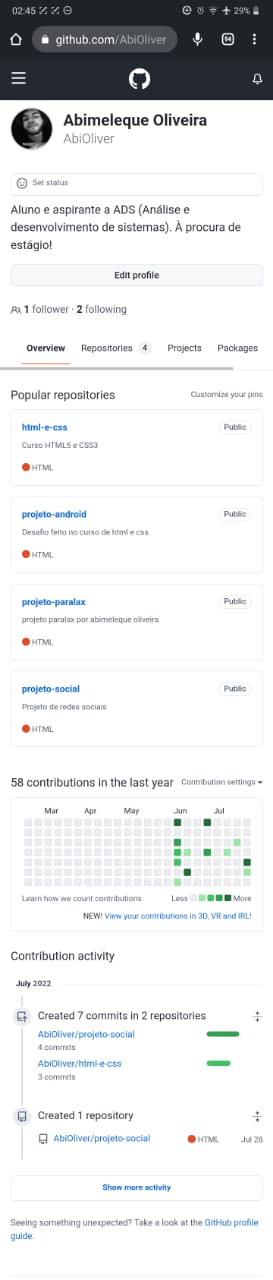 02:45
29%
github.com/AbiOliver
94
Abimeleque Oliveira
AbiOliver
Set status
Aluno e aspirante a ADS (Análise e
desenvolvimento de sistemas). À procura de
estágio!
Edit profile
1 follower · 2 following
Overview Repositories 4 Projects Packages
Popular repositories Customize your pins
html-e-css Public
Curso HTML5 e CSS3
HTML
projeto-android Public
Desafio feito no curso de html e css
HTML
projeto-paralax Public
projeto paralax por abimeleque oliveira
HTML
projeto-social Public
Projeto de redes sociais
HTML
58 contributions in the last year Contribution settings
Mar Apr May Jun Jul
Learn how we count contributions Less More
NEW! View your contributions in 3D, VR and IRL!
Contribution activity
July 2022
Created 7 commits in 2 repositories
AbiOliver/projeto-social
4 commits
AbiOliver/html-e-css
3 commits
Created 1 repository
AbiOliver/projeto-social HTML Jul 28
Show more activity
Seeing something unexpected? Take a look at the GitHub profile
guide.